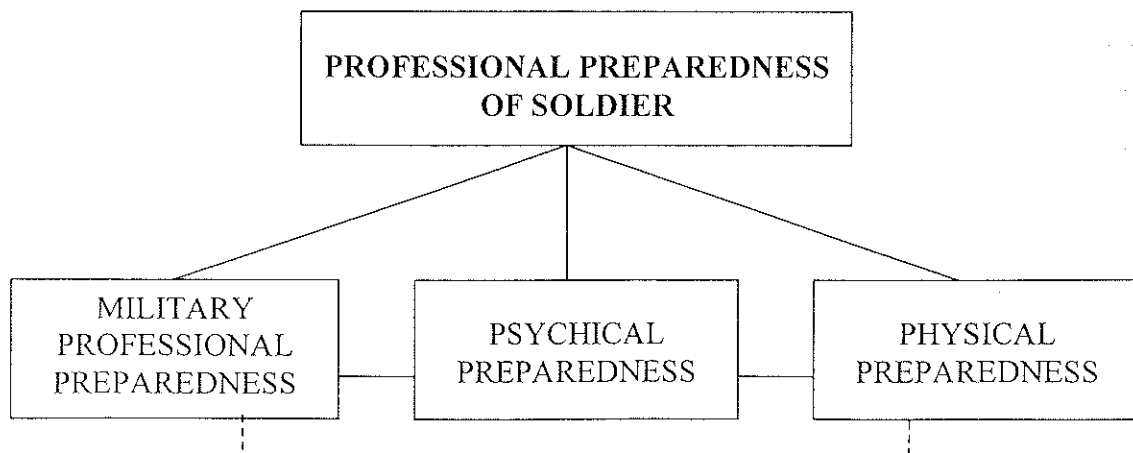 PROFESSIONAL PREPAREDNESS
OF SOLDIER
MILITARY
PROFESSIONAL
PREPAREDNESS
PSYCHICAL
PREPAREDNESS
PHYSICAL
PREPAREDNESS